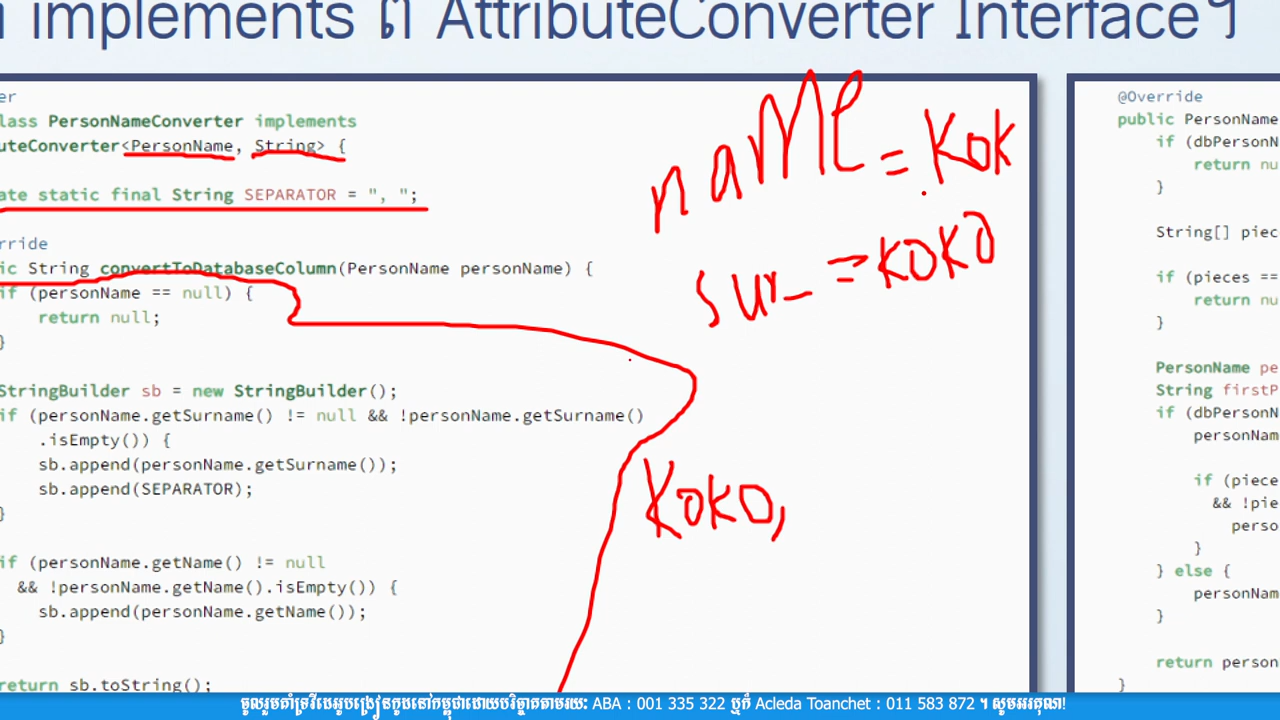 implements ពី AttributeConverter Interface។
er
lass PersonNameConverter implements
uteConverter<PersonName, String> {
ate static final String SEPARATOR = ", ";
rride
ic String convertToDatabaseColumn(PersonName personName) {
if (personName == null) {
return null;
}
StringBuilder sb = new StringBuilder();
if (personName.getSurname() != null && !personName.getSurname()
.isEmpty()) {
sb.append(personName.getSurname());
sb.append(SEPARATOR);
}
if (personName.getName() != null
&& !personName.getName().isEmpty()) {
sb.append(personName.getName());
}
return sb.toString();
name = KOK
sur_ = KOKO
KOKO,
@Override
public PersonName
if (dbPersonN
return nu
}
String[] piec
if (pieces ==
return nu
}
PersonName pe
String firstP
if (dbPersonN
personNam
if (piece
&& !pie
perso
}
} else {
personNam
}
return person
}
ចូលរួមគាំទ្រវីដេអូបង្រៀនកូដនៅកម្ពុជាដោយបរិច្ចាគតាមរយៈ ABA : 001 335 322 ឬក៏ Acleda Toanchet : 011 583 872 ។ សូមអរគុណ!